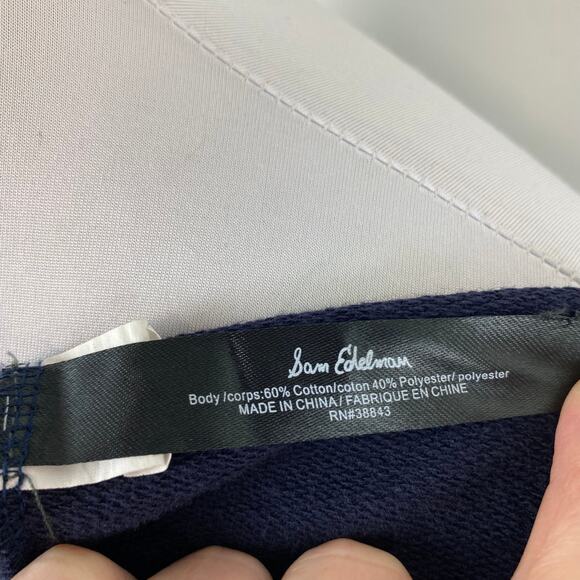 Sam Edelman
Body /corps:60% Cotton/coton 40% Polyester/ polyester
MADE IN CHINA/ FABRIQUE EN CHINE
RN#38843